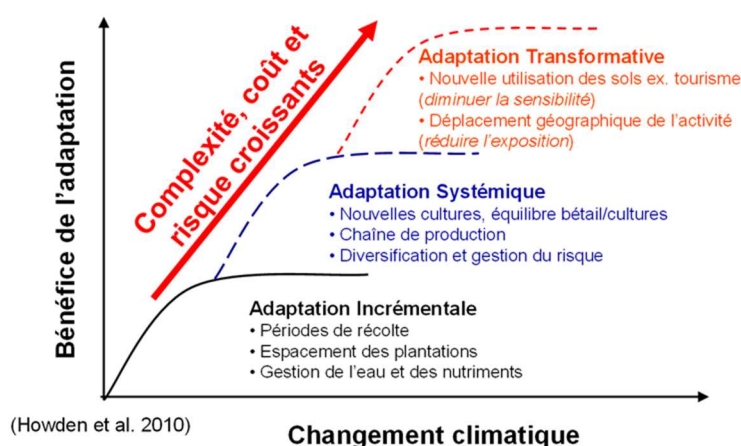 Bénéfice de l'adaptation
Complexité, coût et
risque croissants
Adaptation Transformative
• Nouvelle utilisation des sols ex. tourisme
(diminuer la sensibilité)
• Déplacement géographique de l'activité
(réduire l'exposition)
Adaptation Systémique
• Nouvelles cultures, équilibre bétail/cultures
• Chaîne de production
• Diversification et gestion du risque
Adaptation Incrémentale
• Périodes de récolte
• Espacement des plantations
• Gestion de l'eau et des nutriments
(Howden et al. 2010)
Changement climatique